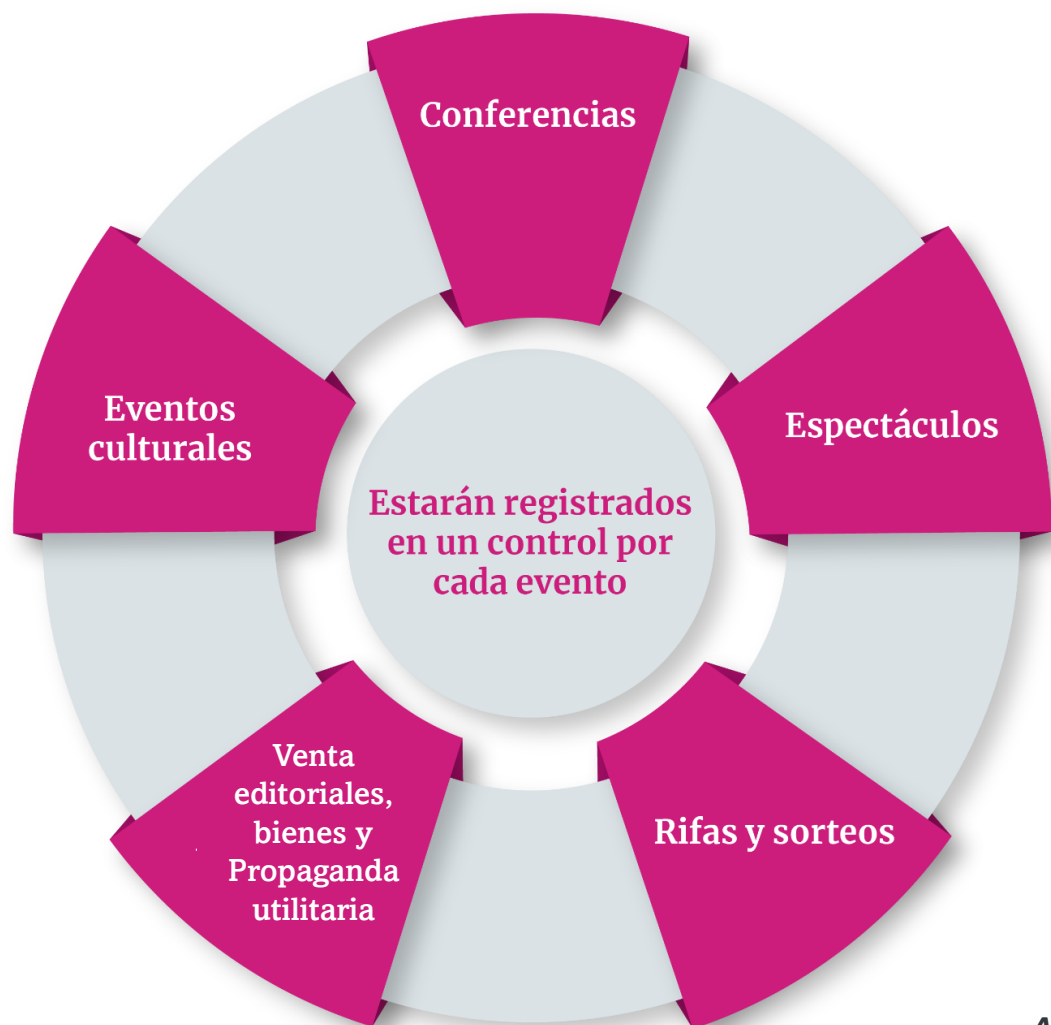 Conferencias
Espectáculos
Rifas y sorteos
Venta
editoriales,
bienes y
Propaganda
utilitaria
Eventos
culturales
Estarán registrados
en un control por
cada evento